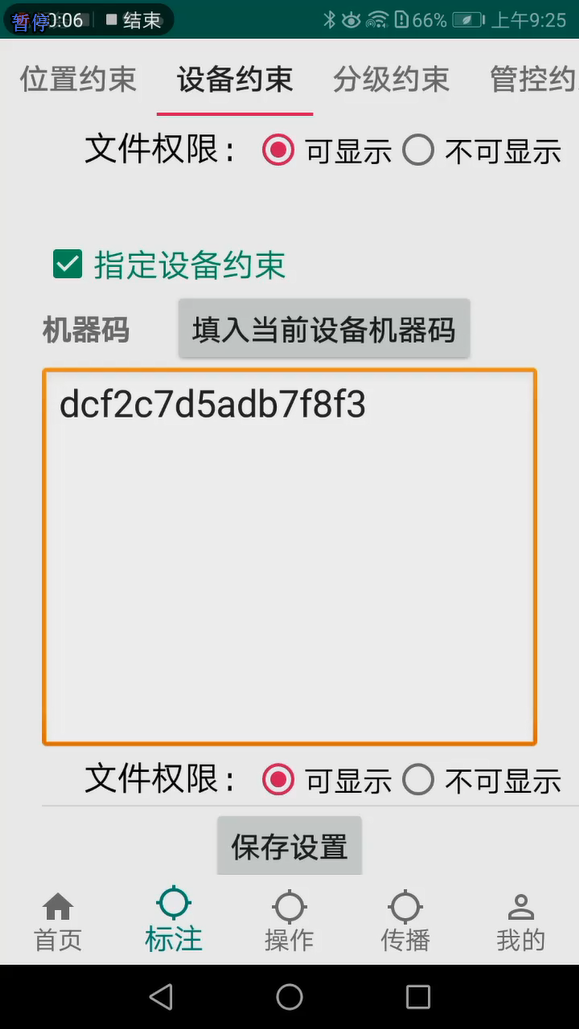 暂停 0:06 结束 66% 上午9:25
位置约束 设备约束 分级约束 管控约
文件权限: 可显示 不可显示
指定设备约束
机器码 填入当前设备机器码
dcf2c7d5adb7f8f3
文件权限: 可显示 不可显示
保存设置
首页 标注 操作 传播 我的